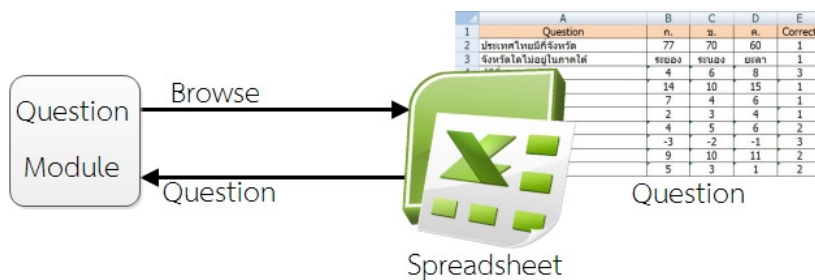 A B C D E
1 Question ก. ข. ค. Correct
2 ประเทศไทยมีกี่จังหวัด 77 70 60 1
3 จังหวัดใดไม่อยู่ในภาคใต้ ระยอง ระนอง ยะลา 1
4 6 8 3
14 10 15 1
7 4 6 1
2 3 4 1
4 5 6 2
-3 -2 -1 3
9 10 11 2
5 3 1 2
Browse
Question
Module
Question
Question
Spreadsheet